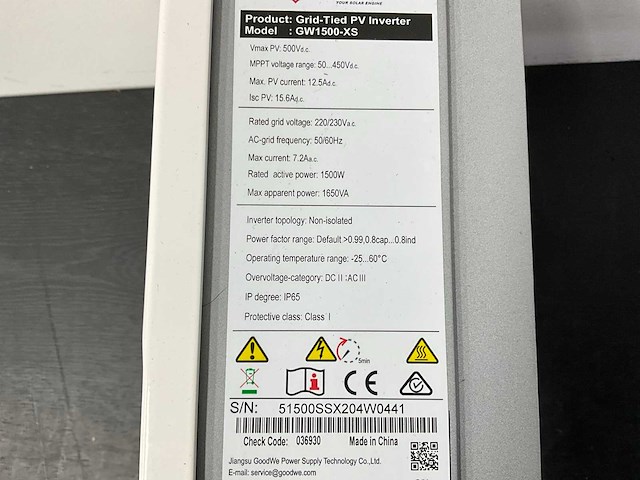 YOUR SOLAR ENGINE
Product: Grid-Tied PV Inverter
Model : GW1500-XS
Vmax PV: 500Vd.c.
MPPT voltage range: 50...450Vd.c.
Max. PV current: 12.5Ad.c.
Isc PV: 15.6Ad.c.
Rated grid voltage: 220/230Va.c.
AC-grid frequency: 50/60Hz
Max current: 7.2Aa.c.
Rated active power: 1500W
Max apparent power: 1650VA
Inverter topology: Non-isolated
Power factor range: Default >0.99,0.8cap...0.8ind
Operating temperature range: -25...60°C
Overvoltage-category: DC II :AC III
IP degree: IP65
Protective class: Class I
5min
CE
S/N: 51500SSX204W0441
Check Code: 036930 Made in China
Jiangsu GoodWe Power Supply Technology Co.,Ltd.
E-mail: service@goodwe.com